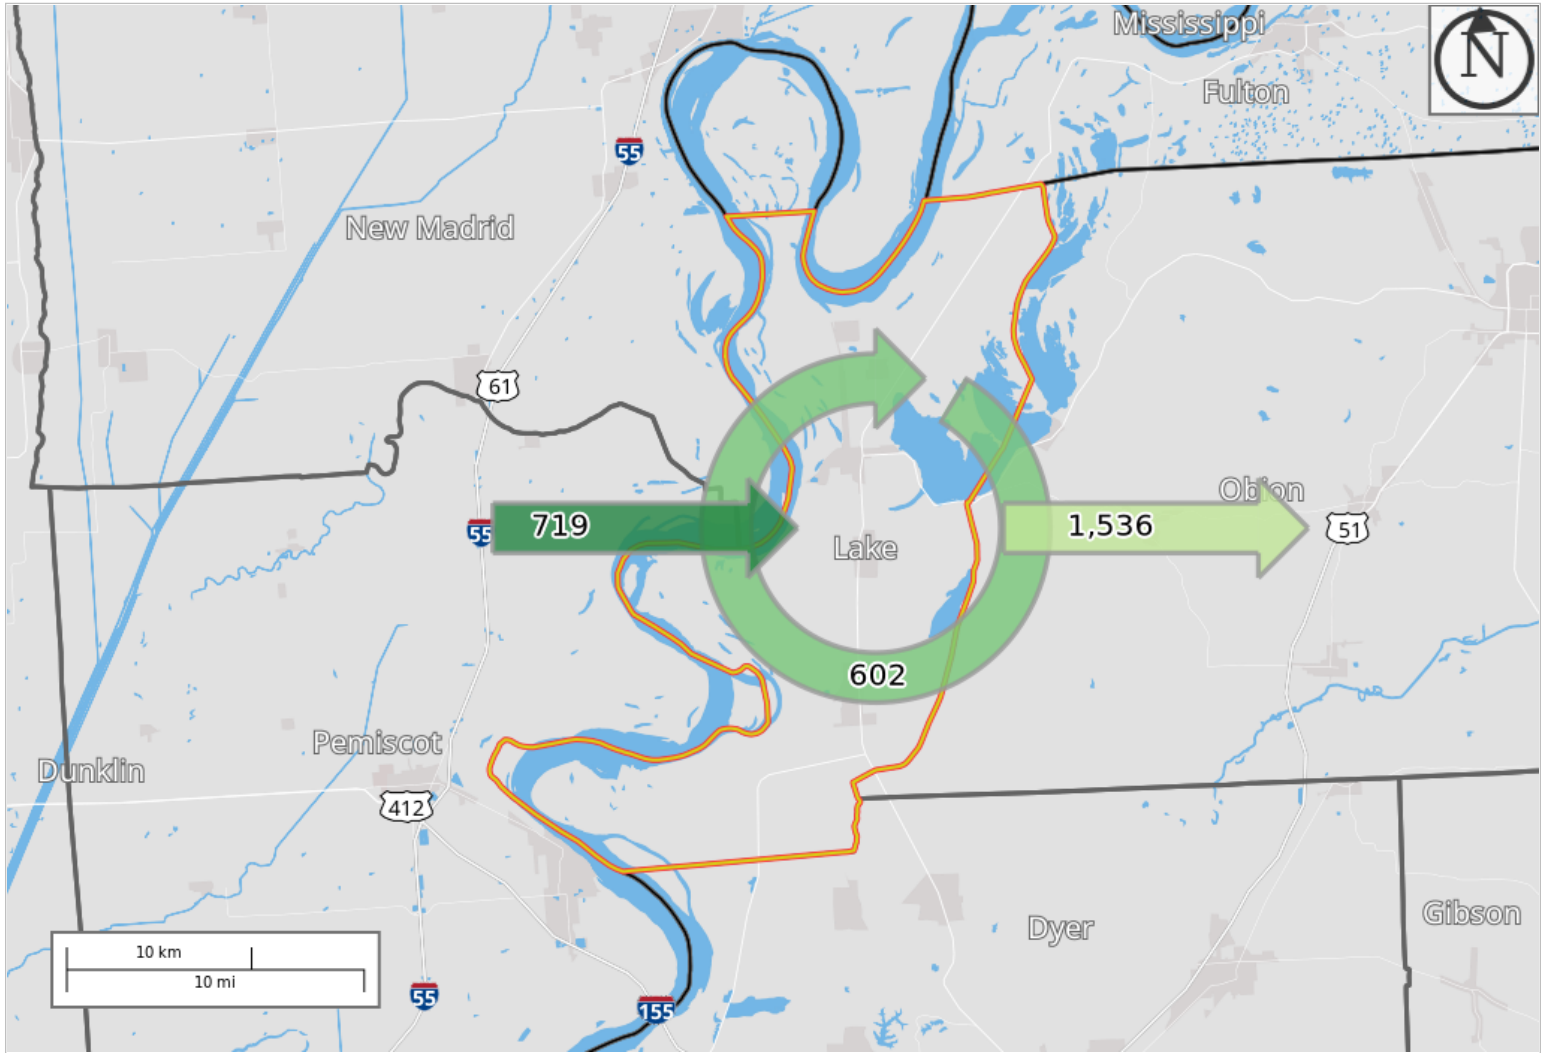 Mississippi
N
Fulton
55
New Madrid
61
Obion
719
1,536
55
51
Lake
602
Pemiscot
Dunklin
412
Gibson
Dyer
10 km
10 mi
55
155